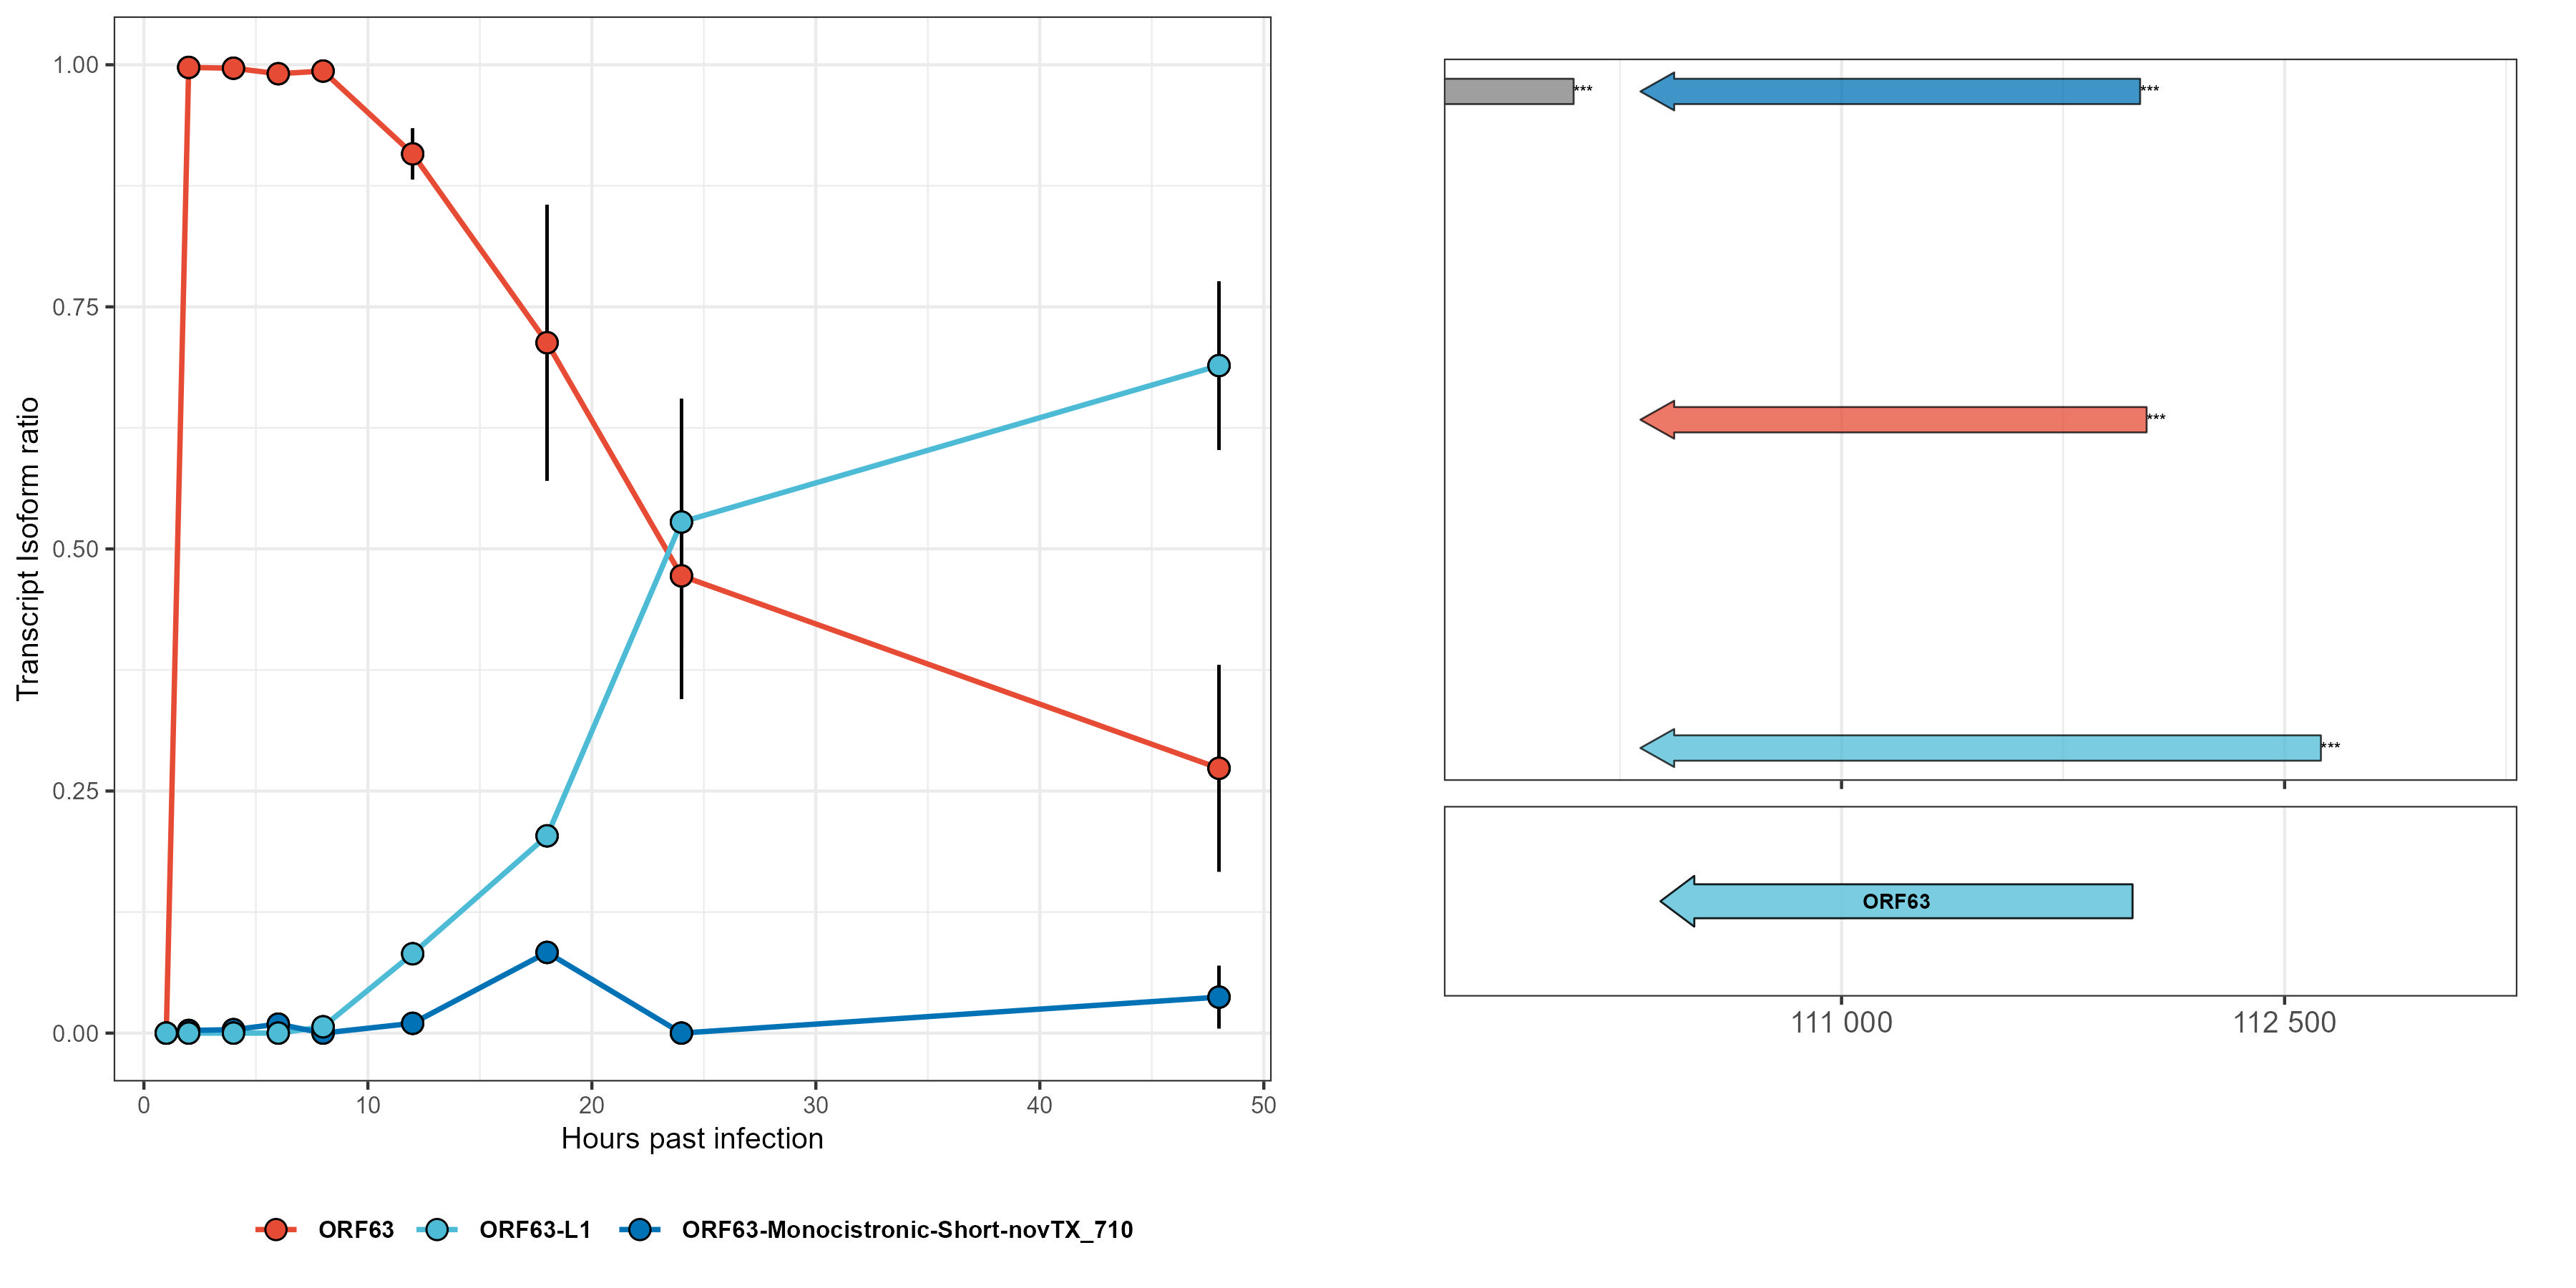 1.00
0.75
0.50
0.25
0.00
Transcript Isoform ratio
0
10
20
30
40
50
Hours past infection
ORF63
ORF63-L1
ORF63-Monocistronic-Short-novTX_710
***
***
***
***
ORF63
111 000
112 500